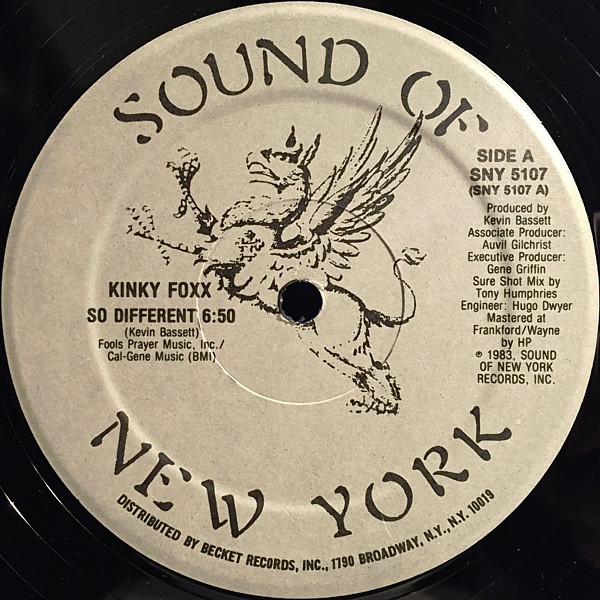 SOUND OF
SIDE A
SNY 5107
(SNY 5107 A)
Produced by
Kevin Bassett
Associate Producer:
Auvil Gilchrist
Executive Producer:
Gene Griffin
Sure Shot Mix by
Tony Humphries
Engineer: Hugo Dwyer
Mastered at
Frankford/Wayne
by HP
℗ 1983, SOUND
OF NEW YORK
RECORDS, INC.
KINKY FOXX
SO DIFFERENT 6:50
(Kevin Bassett)
Fools Prayer Music, Inc./
Cal-Gene Music (BMI)
NEW YORK
DISTRIBUTED BY BECKET RECORDS, INC., 1790 BROADWAY, N.Y., N.Y. 10019